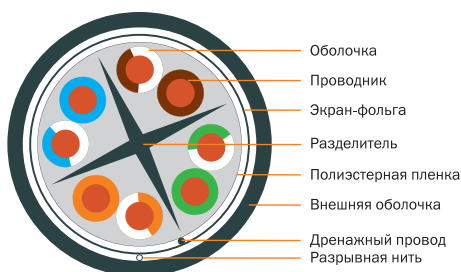 Оболочка
Проводник
Экран-фольга
Разделитель
Полиэстерная пленка
Внешняя оболочка
Дренажный провод
Разрывная нить